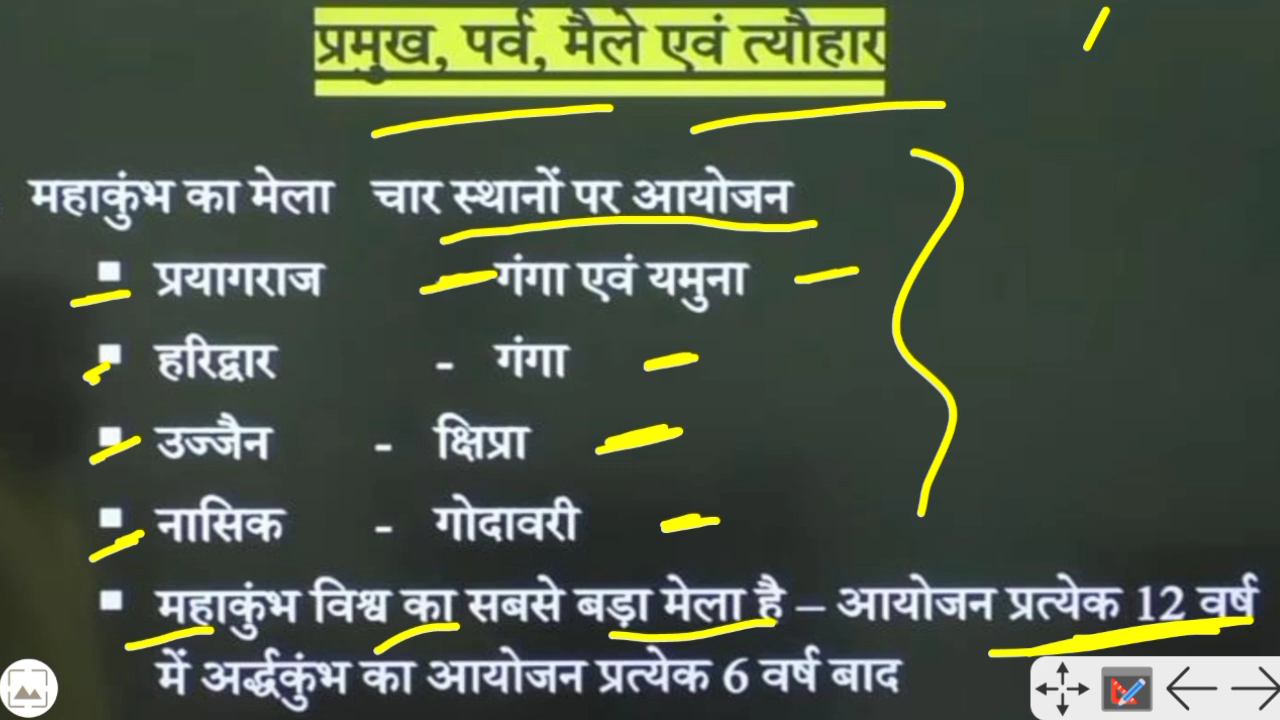 प्रमुख, पर्व, मैले एवं त्यौहार
महाकुंभ का मेला चार स्थानों पर आयोजन
▪ प्रयागराज - गंगा एवं यमुना
▪ हरिद्वार - गंगा
▪ उज्जैन - क्षिप्रा
▪ नासिक - गोदावरी
▪ महाकुंभ विश्व का सबसे बड़ा मेला है – आयोजन प्रत्येक 12 वर्ष
में अर्द्धकुंभ का आयोजन प्रत्येक 6 वर्ष बाद